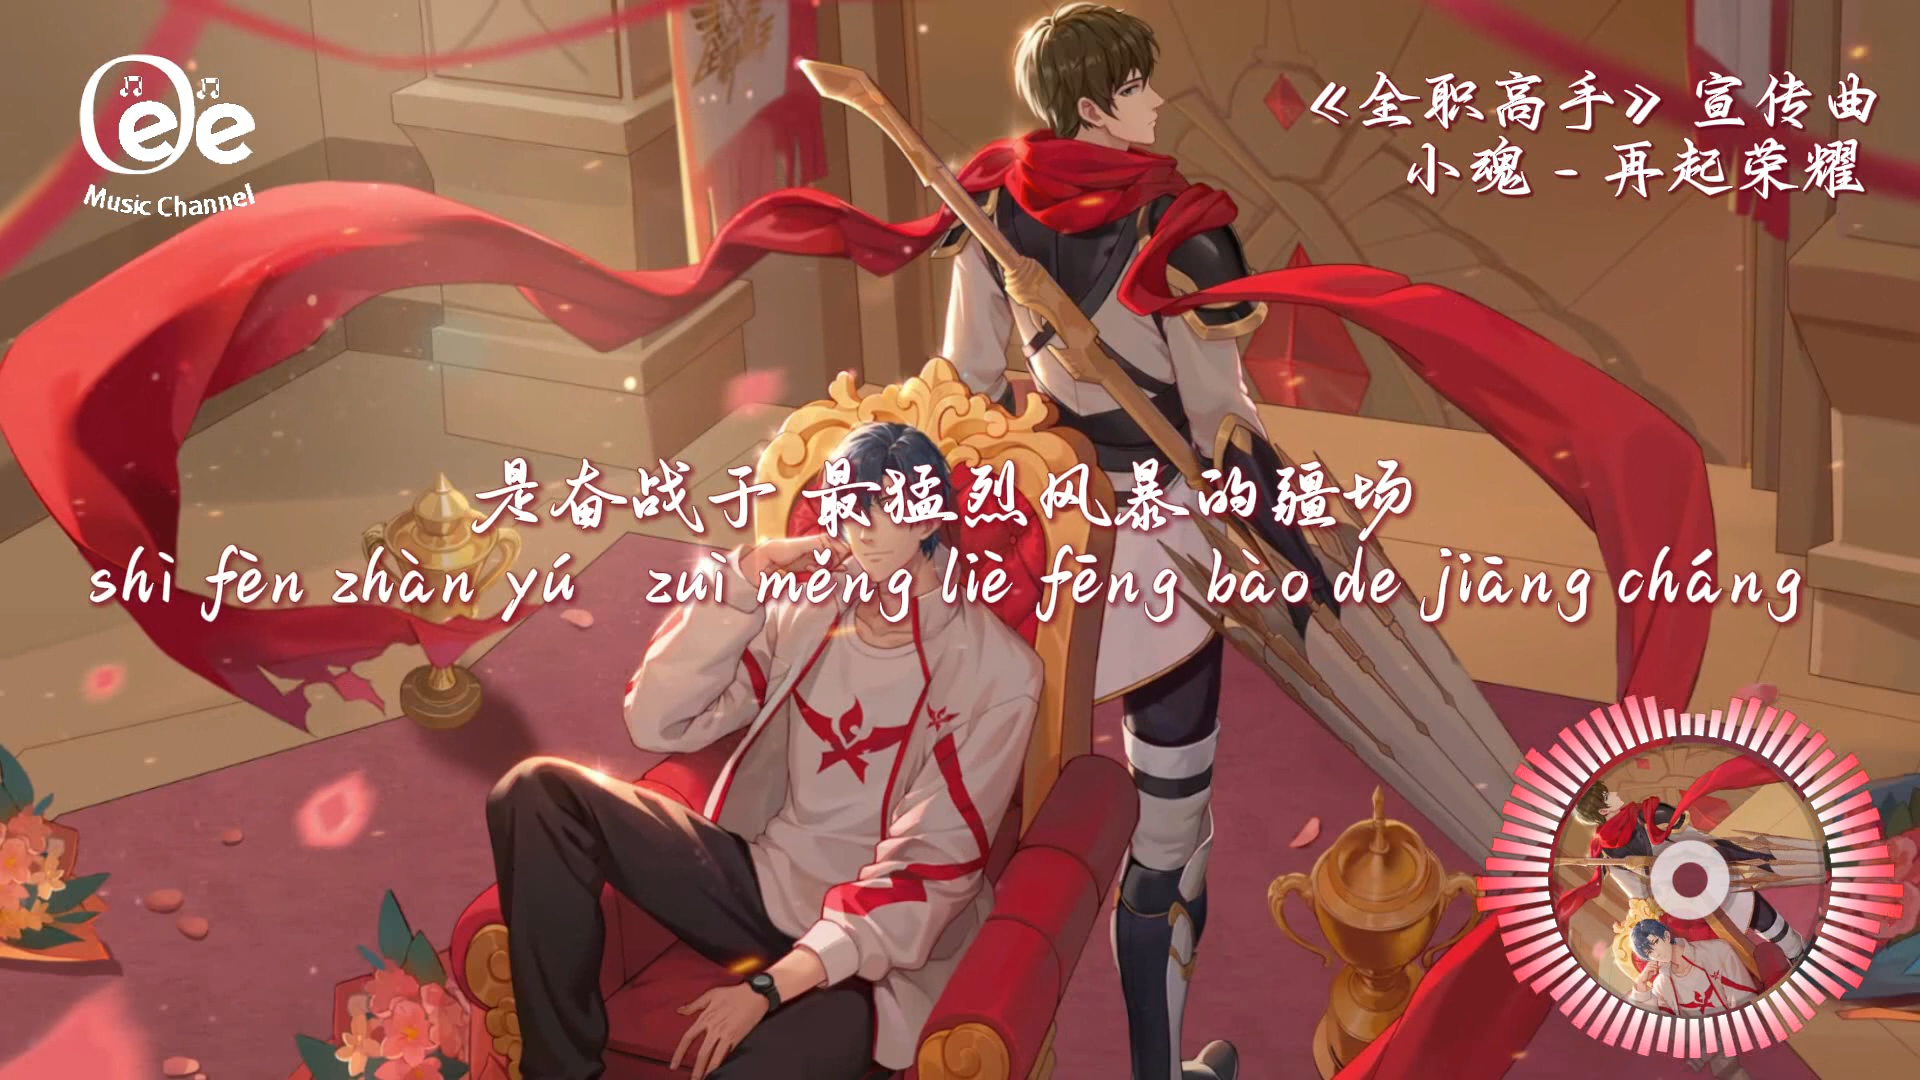 Oee
Music Channel
《全职高手》宣传曲
小魂 - 再起荣耀
是奋战于 最猛烈风暴的疆场
shì fèn zhàn yú zuì měng liè fēng bào de jiāng cháng